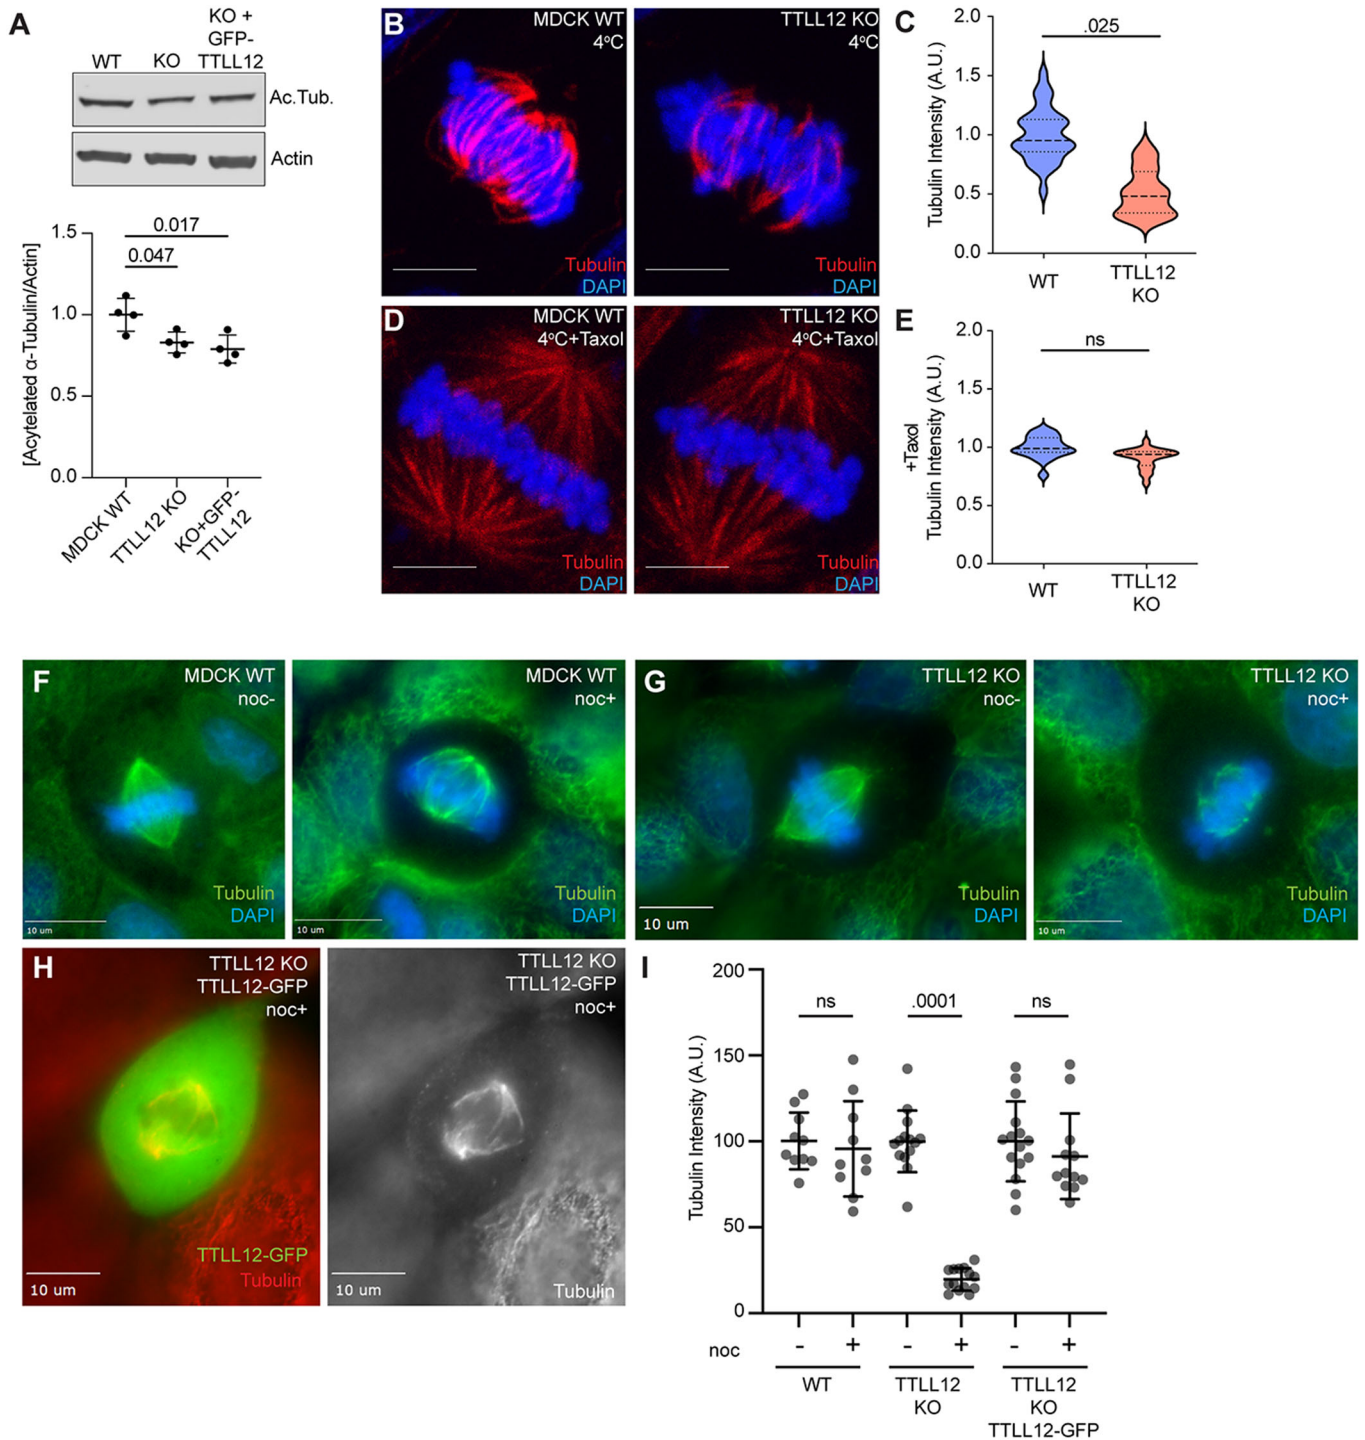 A
KO +
GFP-
WT KO TTLL12
Ac.Tub.
Actin
[Acytelated α-Tubulin/Actin]
1.5
1.0
0.5
0.0
0.017
0.047
MDCK WT
TTLL12 KO
KO+GFP-
TTLL12
B
MDCK WT
4°C
Tubulin
DAPI
TTLL12 KO
4°C
Tubulin
DAPI
C
Tubulin Intensity (A.U.)
2.0
1.5
1.0
0.5
0.0
.025
WT
TTLL12
KO
D
MDCK WT
4°C+Taxol
Tubulin
DAPI
TTLL12 KO
4°C+Taxol
Tubulin
DAPI
E
+Taxol
Tubulin Intensity (A.U.)
2.0
1.5
1.0
0.5
0.0
ns
WT
TTLL12
KO
F
MDCK WT
noc-
Tubulin
DAPI
10 um
MDCK WT
noc+
Tubulin
DAPI
10 um
G
TTLL12 KO
noc-
Tubulin
DAPI
10 um
TTLL12 KO
noc+
Tubulin
DAPI
10 um
H
TTLL12 KO
TTLL12-GFP
noc+
TTLL12-GFP
Tubulin
10 um
TTLL12 KO
TTLL12-GFP
noc+
10 um
Tubulin
I
Tubulin Intensity (A.U.)
200
150
100
50
0
ns
.0001
ns
noc - + - + - +
WT
TTLL12
KO
TTLL12
KO
TTLL12-GFP